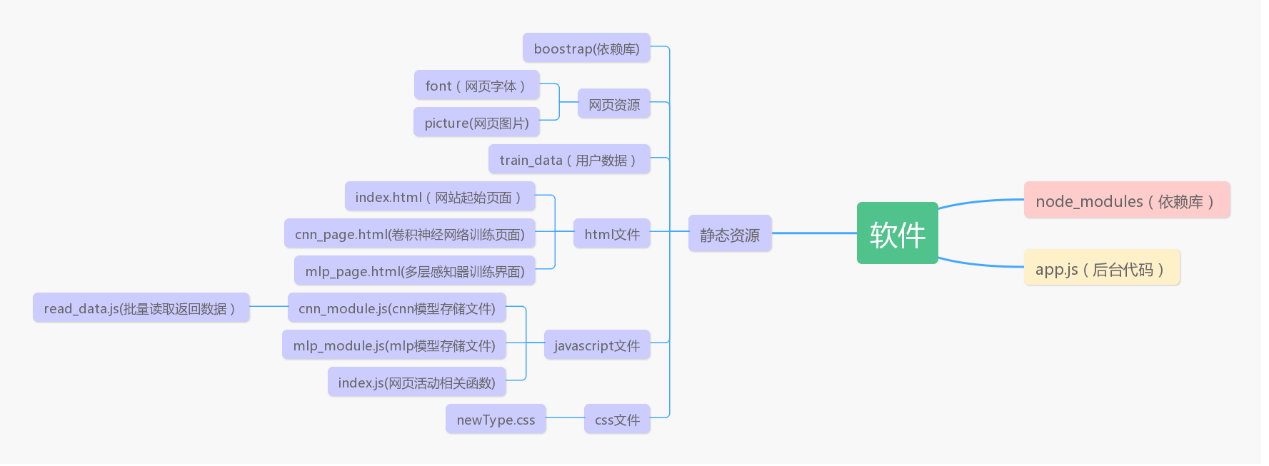 boostrap(依赖库)
font（网页字体）
网页资源
picture(网页图片)
train_data（用户数据）
index.html（网站起始页面）
cnn_page.html(卷积神经网络训练页面)
html文件
mlp_page.html(多层感知器训练界面)
静态资源
软件
node_modules（依赖库）
app.js（后台代码）
read_data.js(批量读取返回数据）
cnn_module.js(cnn模型存储文件)
mlp_module.js(mlp模型存储文件)
javascript文件
index.js(网页活动相关函数)
newType.css
css文件